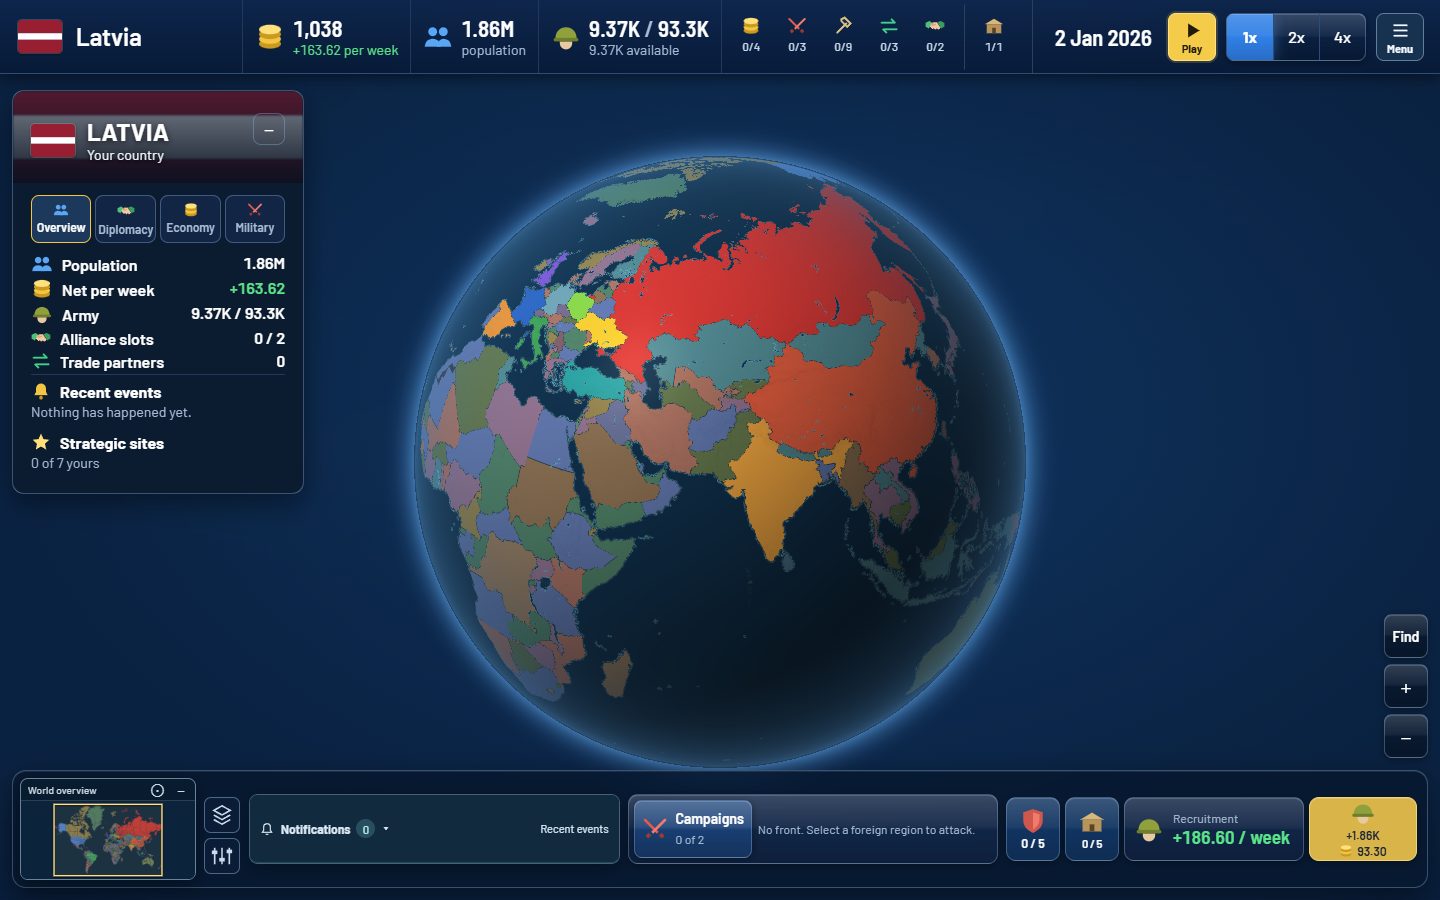 Latvia
1,038
+163.62 per week
1.86M
population
9.37K / 93.3K
9.37K available
0/4
0/3
0/9
0/3
0/2
1/1
2 Jan 2026
Play
1x
2x
4x
Menu
LATVIA
Your country
–
Overview
Diplomacy
Economy
Military
Population 1.86M
Net per week +163.62
Army 9.37K / 93.3K
Alliance slots 0 / 2
Trade partners 0
Recent events
Nothing has happened yet.
Strategic sites
0 of 7 yours
Find
+
–
World overview
–
Notifications 0
Recent events
Campaigns
0 of 2
No front. Select a foreign region to attack.
0 / 5
0 / 5
Recruitment
+186.60 / week
+1.86K
93.30